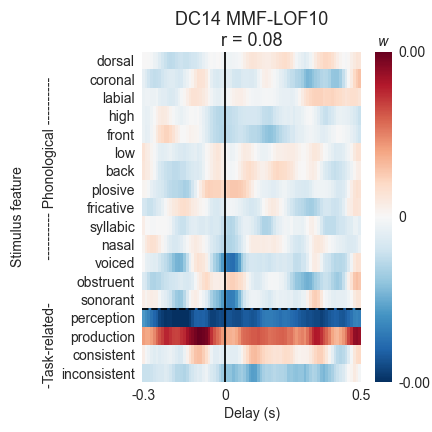 DC14 MMF-LOF10
r = 0.08
w
dorsal
coronal
labial
high
front
low
back
plosive
fricative
syllabic
nasal
voiced
obstruent
sonorant
perception
production
consistent
inconsistent
Stimulus feature
---------- Phonological ----------
-Task-related-
0.00
0
-0.00
-0.3 0 0.5
Delay (s)